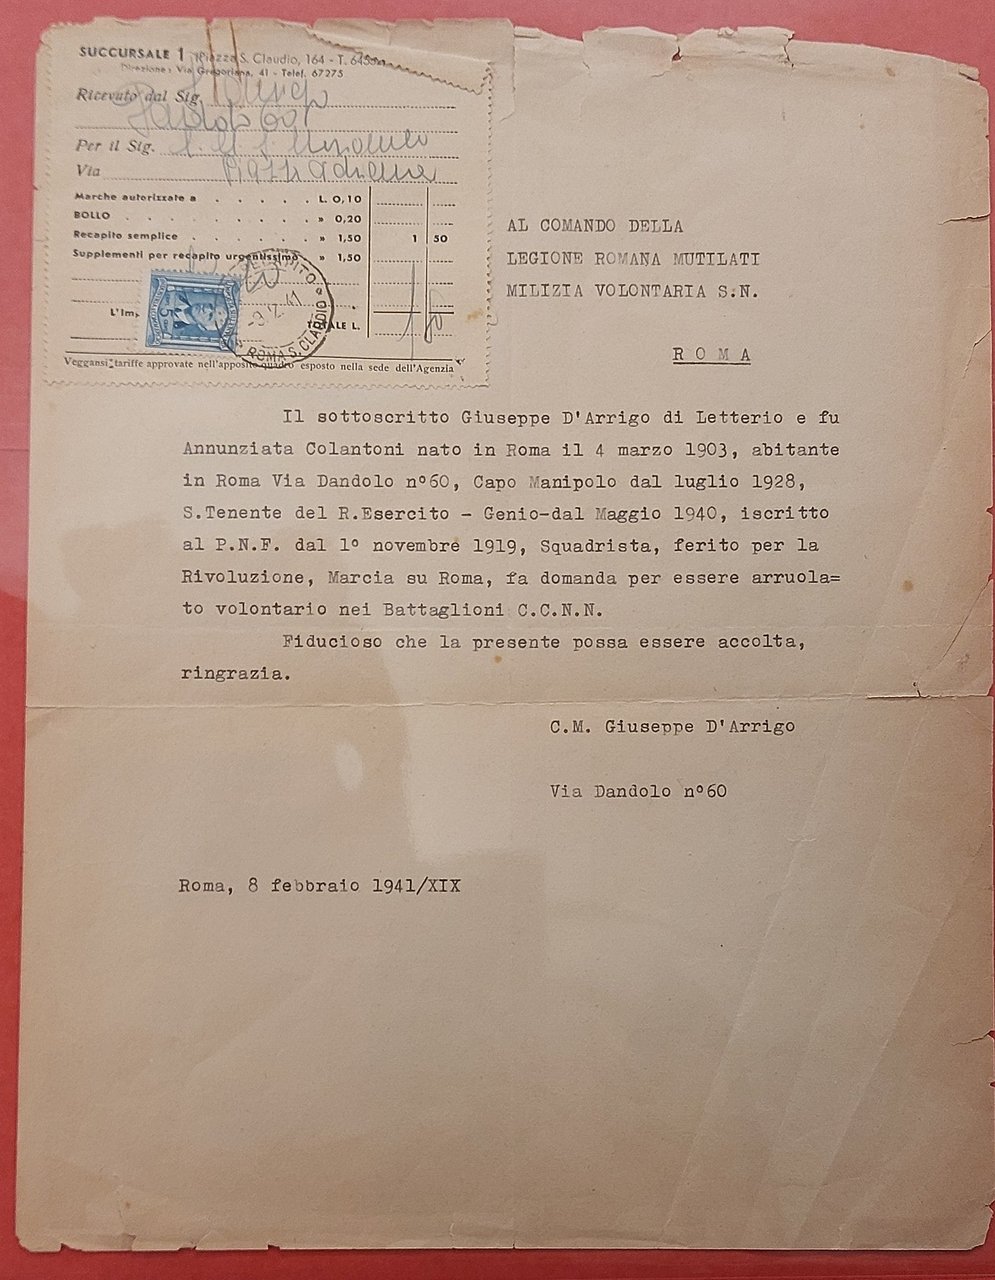 SUCCURSALE 1 (Piazza S. Claudio, 164 - T.
Direzione: Via Gregoriana, 41 - Telef. 67275
Ricevuto dal Sig.
Per il Sig.
Via
Marche autorizzate a . . . . . L. 0,10
BOLLO . . . . . . . . . » 0,20
Recapito semplice . . . . . . » 1,50 1 50
Supplementi per recapito urgentissimo » 1,50
ROMA S. CLAUDIO
L.
Veggansi tariffe approvate nell'apposito quadro esposto nella sede dell'Agenzia
AL COMANDO DELLA
LEGIONE ROMANA MUTILATI
MILIZIA VOLONTARIA S.N.
R O M A
Il sottoscritto Giuseppe D'Arrigo di Letterio e fu
Annunziata Colantoni nato in Roma il 4 marzo 1903, abitante
in Roma Via Dandolo n°60, Capo Manipolo dal luglio 1928,
S.Tenente del R.Esercito - Genio-dal Maggio 1940, iscritto
al P.N.F. dal 1° novembre 1919, Squadrista, ferito per la
Rivoluzione, Marcia su Roma, fa domanda per essere arruola=
to volontario nei Battaglioni C.C.N.N.
Fiducioso che la presente possa essere accolta,
ringrazia.
C.M. Giuseppe D'Arrigo
Via Dandolo n°60
Roma, 8 febbraio 1941/XIX